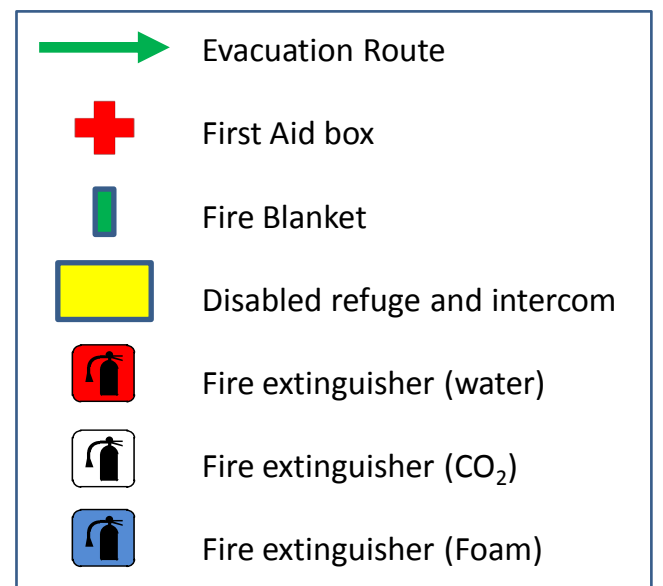 Evacuation Route
First Aid box
Fire Blanket
Disabled refuge and intercom
Fire extinguisher (water)
Fire extinguisher (CO₂)
Fire extinguisher (Foam)